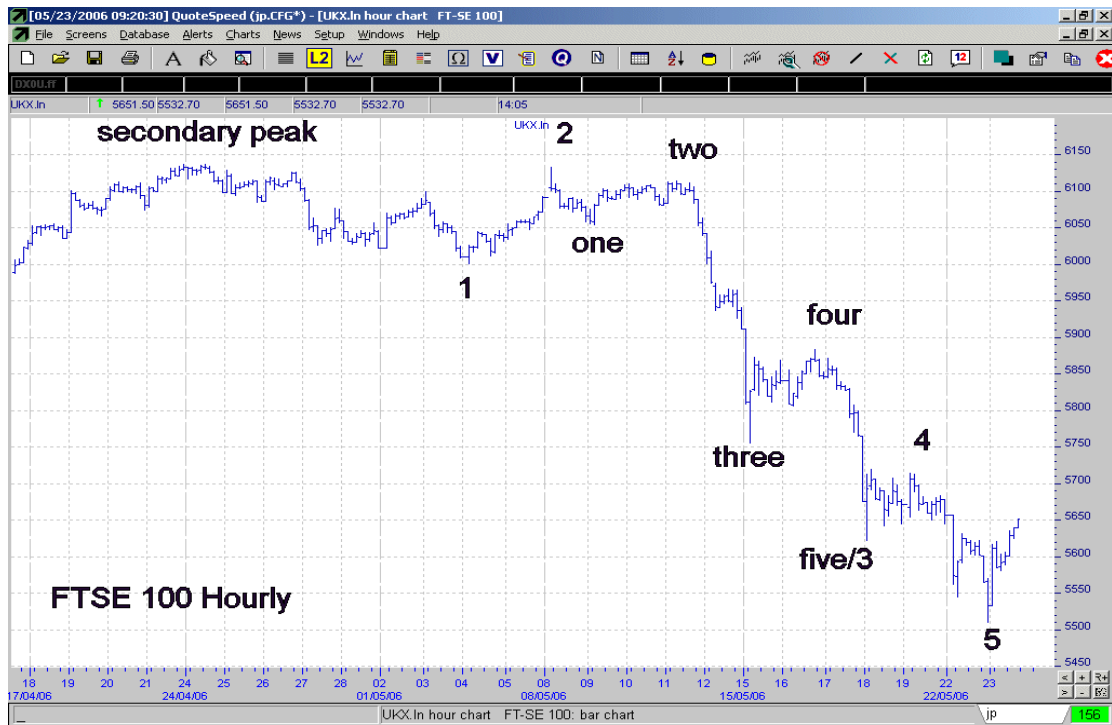 [05/23/2006 09:20:30] QuoteSpeed (jp.CFG*) - [UKX.ln hour chart FT-SE 100]
File Screens Database Alerts Charts News Setup Windows Help
L2 Ω V Q N 12
DX0U.ff
UKX.ln ↑ 5651.50 5532.70 5651.50 5532.70 5532.70 14:05
UKX.ln
secondary peak
2
two
6150
6100
6050
6000
5950
5900
5850
5800
5750
5700
5650
5600
5550
5500
5450
one
1
four
4
three
five/3
FTSE 100 Hourly
5
18 19 20 21 24 25 26 27 28 02 03 04 05 08 09 10 11 12 15 16 17 18 19 22 23
17/04/06 24/04/06 01/05/06 08/05/06 15/05/06 22/05/06
UKX.ln hour chart FT-SE 100: bar chart jp 156